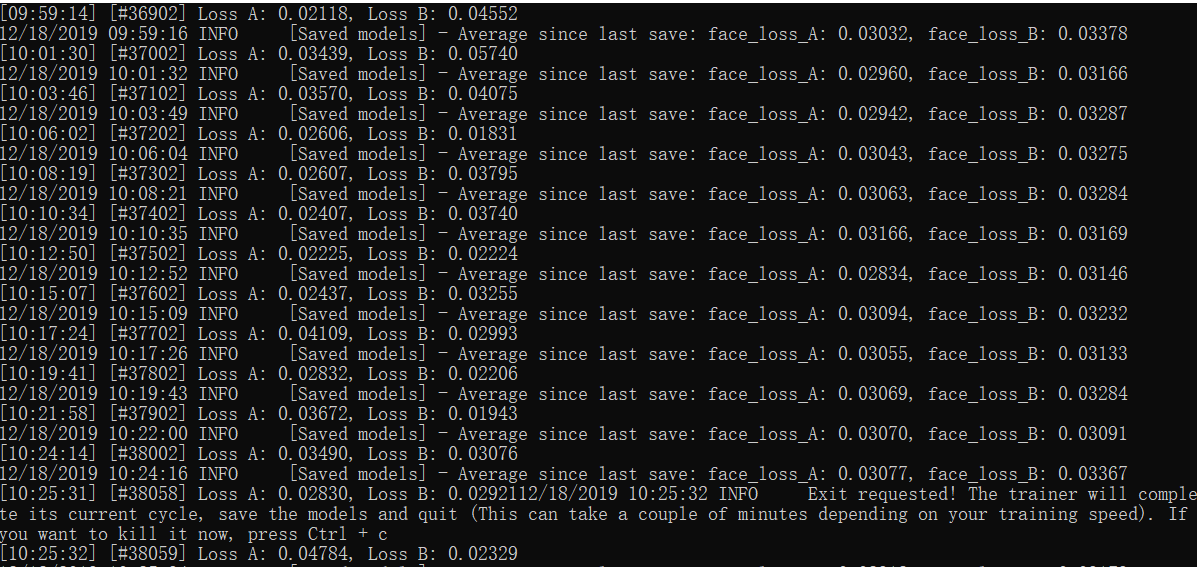 [09:59:14] [#36902] Loss A: 0.02118, Loss B: 0.04552
12/18/2019 09:59:16 INFO     [Saved models] - Average since last save: face_loss_A: 0.03032, face_loss_B: 0.03378
[10:01:30] [#37002] Loss A: 0.03439, Loss B: 0.05740
12/18/2019 10:01:32 INFO     [Saved models] - Average since last save: face_loss_A: 0.02960, face_loss_B: 0.03166
[10:03:46] [#37102] Loss A: 0.03570, Loss B: 0.04075
12/18/2019 10:03:49 INFO     [Saved models] - Average since last save: face_loss_A: 0.02942, face_loss_B: 0.03287
[10:06:02] [#37202] Loss A: 0.02606, Loss B: 0.01831
12/18/2019 10:06:04 INFO     [Saved models] - Average since last save: face_loss_A: 0.03043, face_loss_B: 0.03275
[10:08:19] [#37302] Loss A: 0.02607, Loss B: 0.03795
12/18/2019 10:08:21 INFO     [Saved models] - Average since last save: face_loss_A: 0.03063, face_loss_B: 0.03284
[10:10:34] [#37402] Loss A: 0.02407, Loss B: 0.03740
12/18/2019 10:10:35 INFO     [Saved models] - Average since last save: face_loss_A: 0.03166, face_loss_B: 0.03169
[10:12:50] [#37502] Loss A: 0.02225, Loss B: 0.02224
12/18/2019 10:12:52 INFO     [Saved models] - Average since last save: face_loss_A: 0.02834, face_loss_B: 0.03146
[10:15:07] [#37602] Loss A: 0.02437, Loss B: 0.03255
12/18/2019 10:15:09 INFO     [Saved models] - Average since last save: face_loss_A: 0.03094, face_loss_B: 0.03232
[10:17:24] [#37702] Loss A: 0.04109, Loss B: 0.02993
12/18/2019 10:17:26 INFO     [Saved models] - Average since last save: face_loss_A: 0.03055, face_loss_B: 0.03133
[10:19:41] [#37802] Loss A: 0.02832, Loss B: 0.02206
12/18/2019 10:19:43 INFO     [Saved models] - Average since last save: face_loss_A: 0.03069, face_loss_B: 0.03284
[10:21:58] [#37902] Loss A: 0.03672, Loss B: 0.01943
12/18/2019 10:22:00 INFO     [Saved models] - Average since last save: face_loss_A: 0.03070, face_loss_B: 0.03091
[10:24:14] [#38002] Loss A: 0.03490, Loss B: 0.03076
12/18/2019 10:24:16 INFO     [Saved models] - Average since last save: face_loss_A: 0.03077, face_loss_B: 0.03367
[10:25:31] [#38058] Loss A: 0.02830, Loss B: 0.0292112/18/2019 10:25:32 INFO     Exit requested! The trainer will comple
te its current cycle, save the models and quit (This can take a couple of minutes depending on your training speed). If
you want to kill it now, press Ctrl + c
[10:25:32] [#38059] Loss A: 0.04784, Loss B: 0.02329